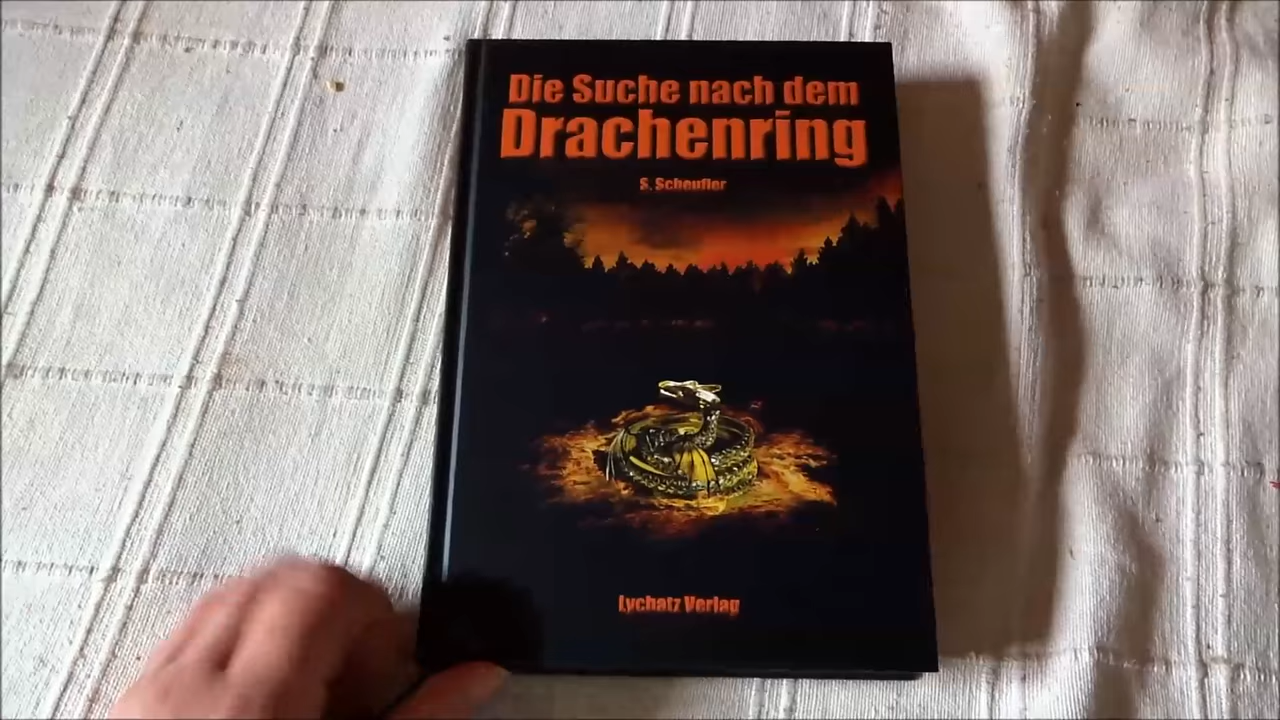 Die Suche nach dem
Drachenring
S. Scheufler
Lychatz Verlag